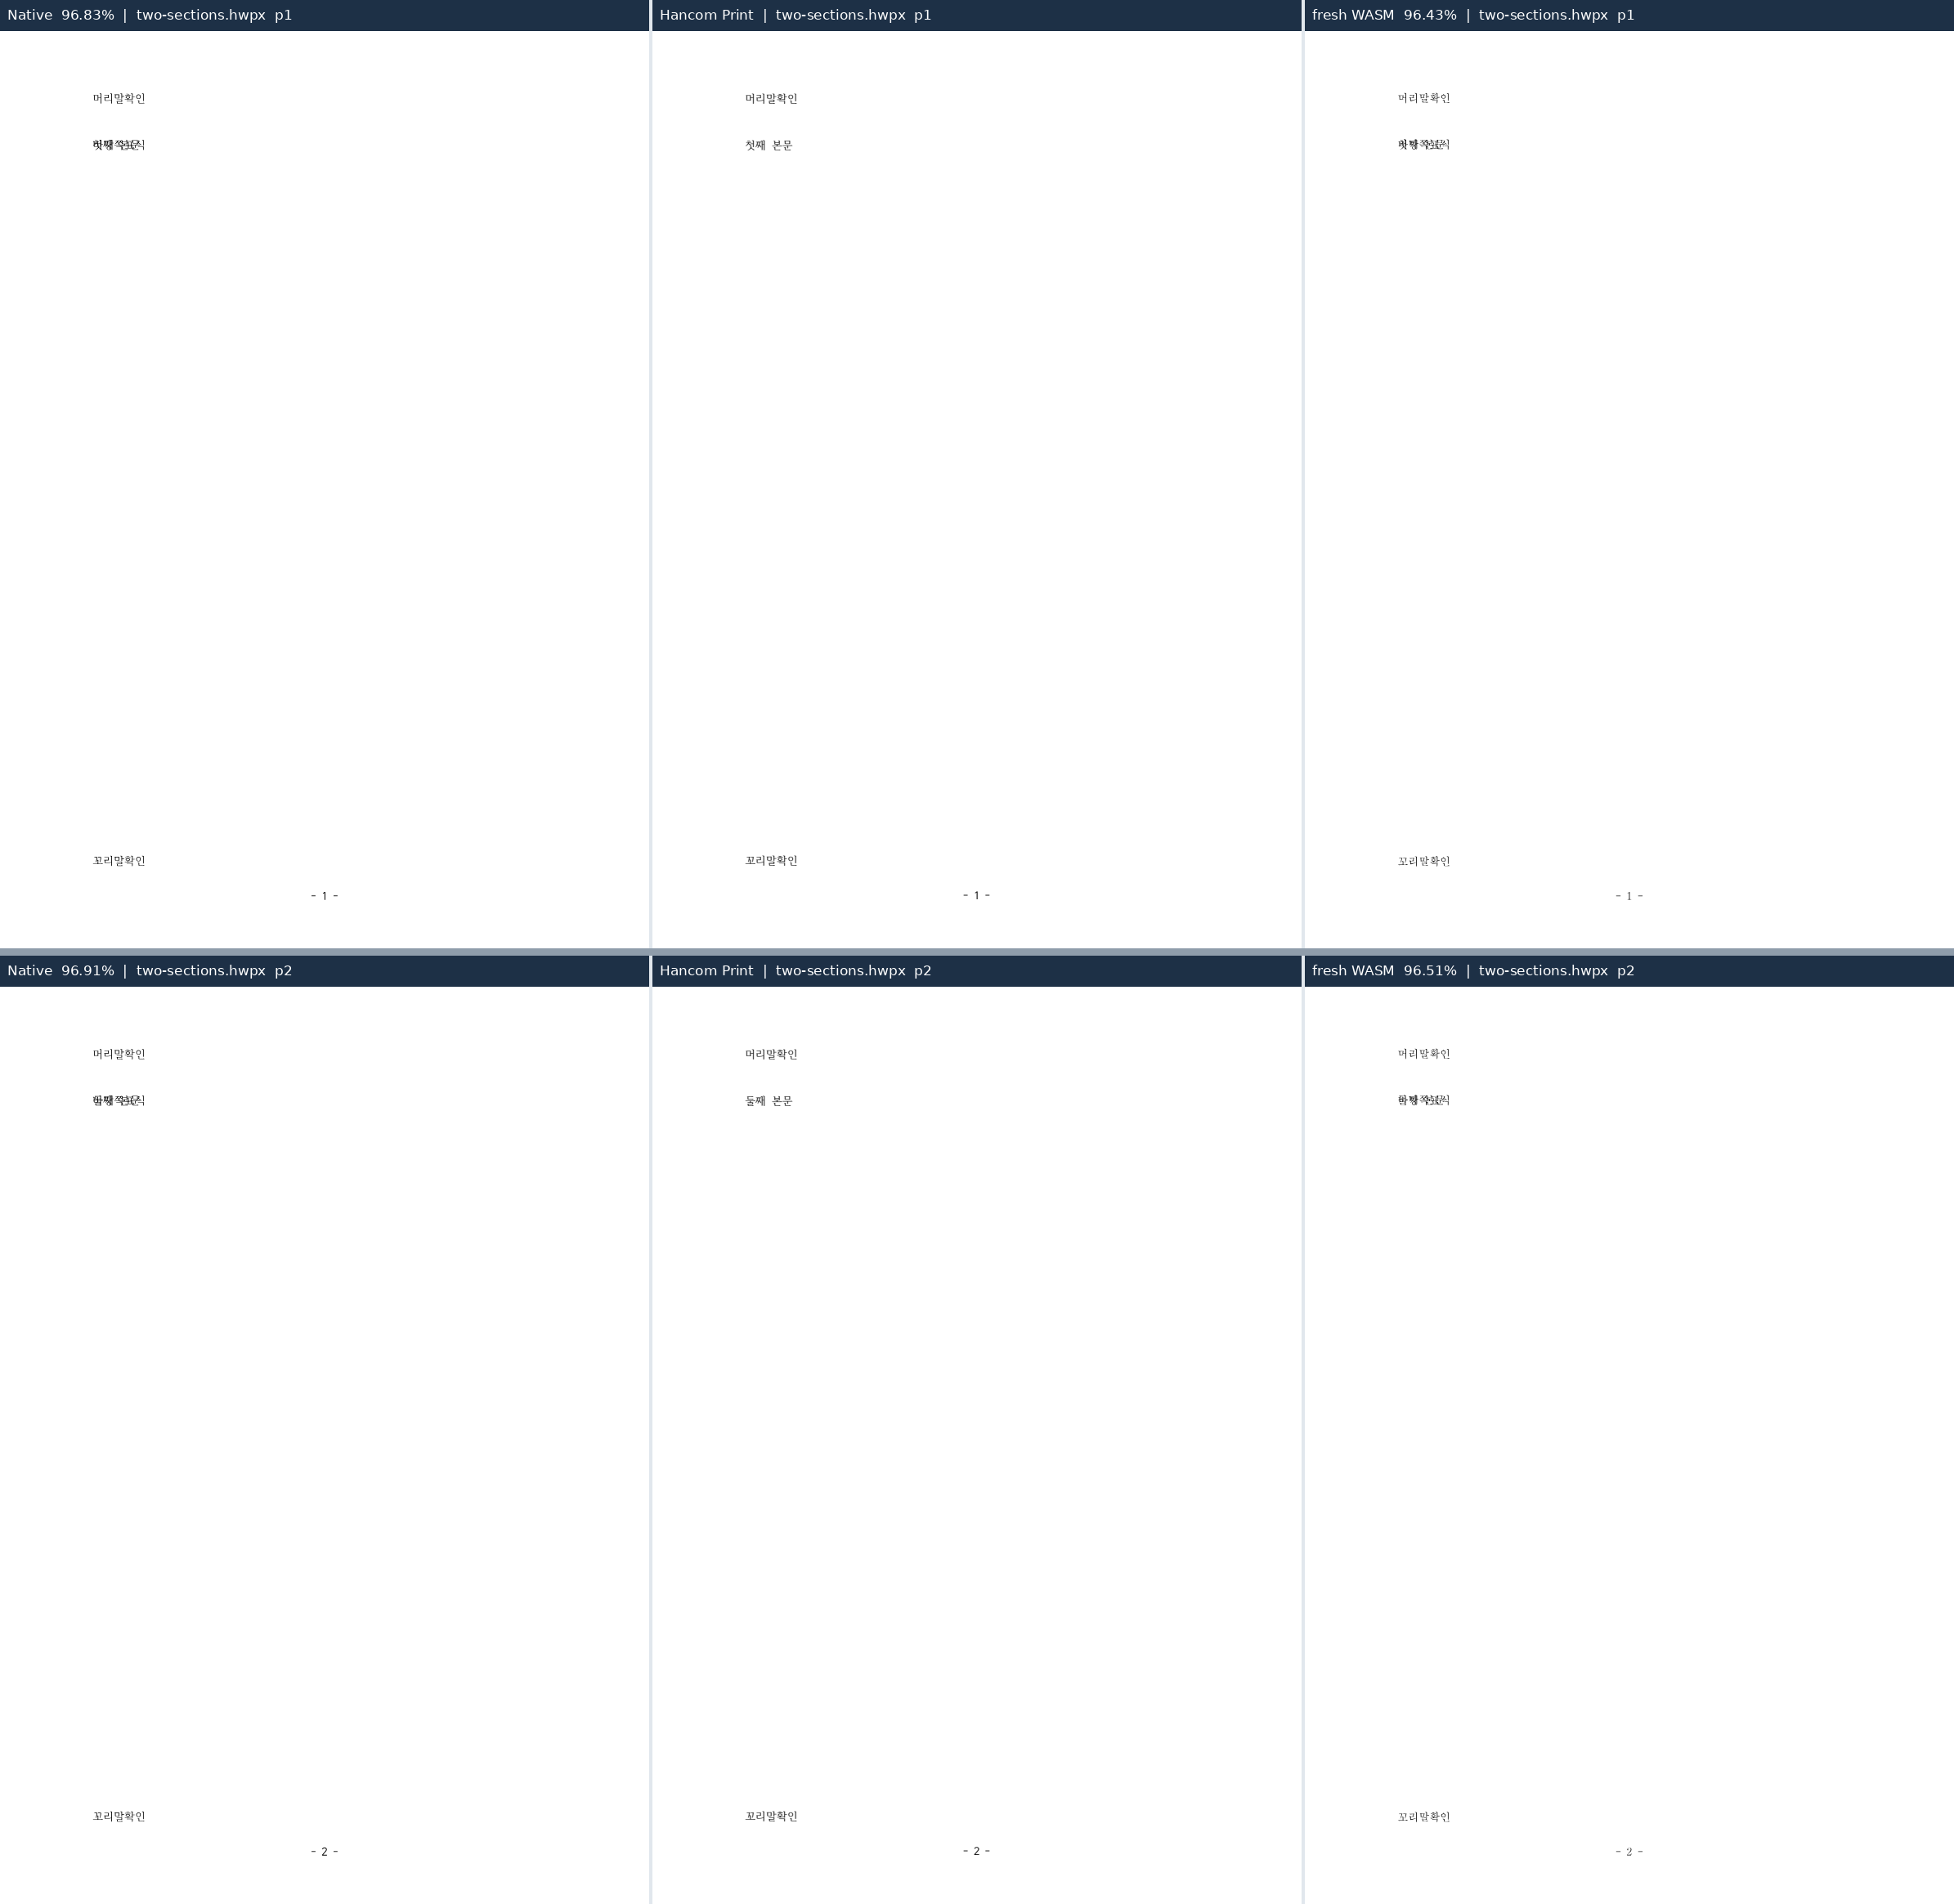 Native 96.83% | two-sections.hwpx p1
머리말확인
꼬리말확인
- 1 -
Hancom Print | two-sections.hwpx p1
머리말확인
첫째 본문
꼬리말확인
- 1 -
fresh WASM 96.43% | two-sections.hwpx p1
머리말확인
꼬리말확인
- 1 -
Native 96.91% | two-sections.hwpx p2
머리말확인
꼬리말확인
- 2 -
Hancom Print | two-sections.hwpx p2
머리말확인
둘째 본문
꼬리말확인
- 2 -
fresh WASM 96.51% | two-sections.hwpx p2
머리말확인
꼬리말확인
- 2 -